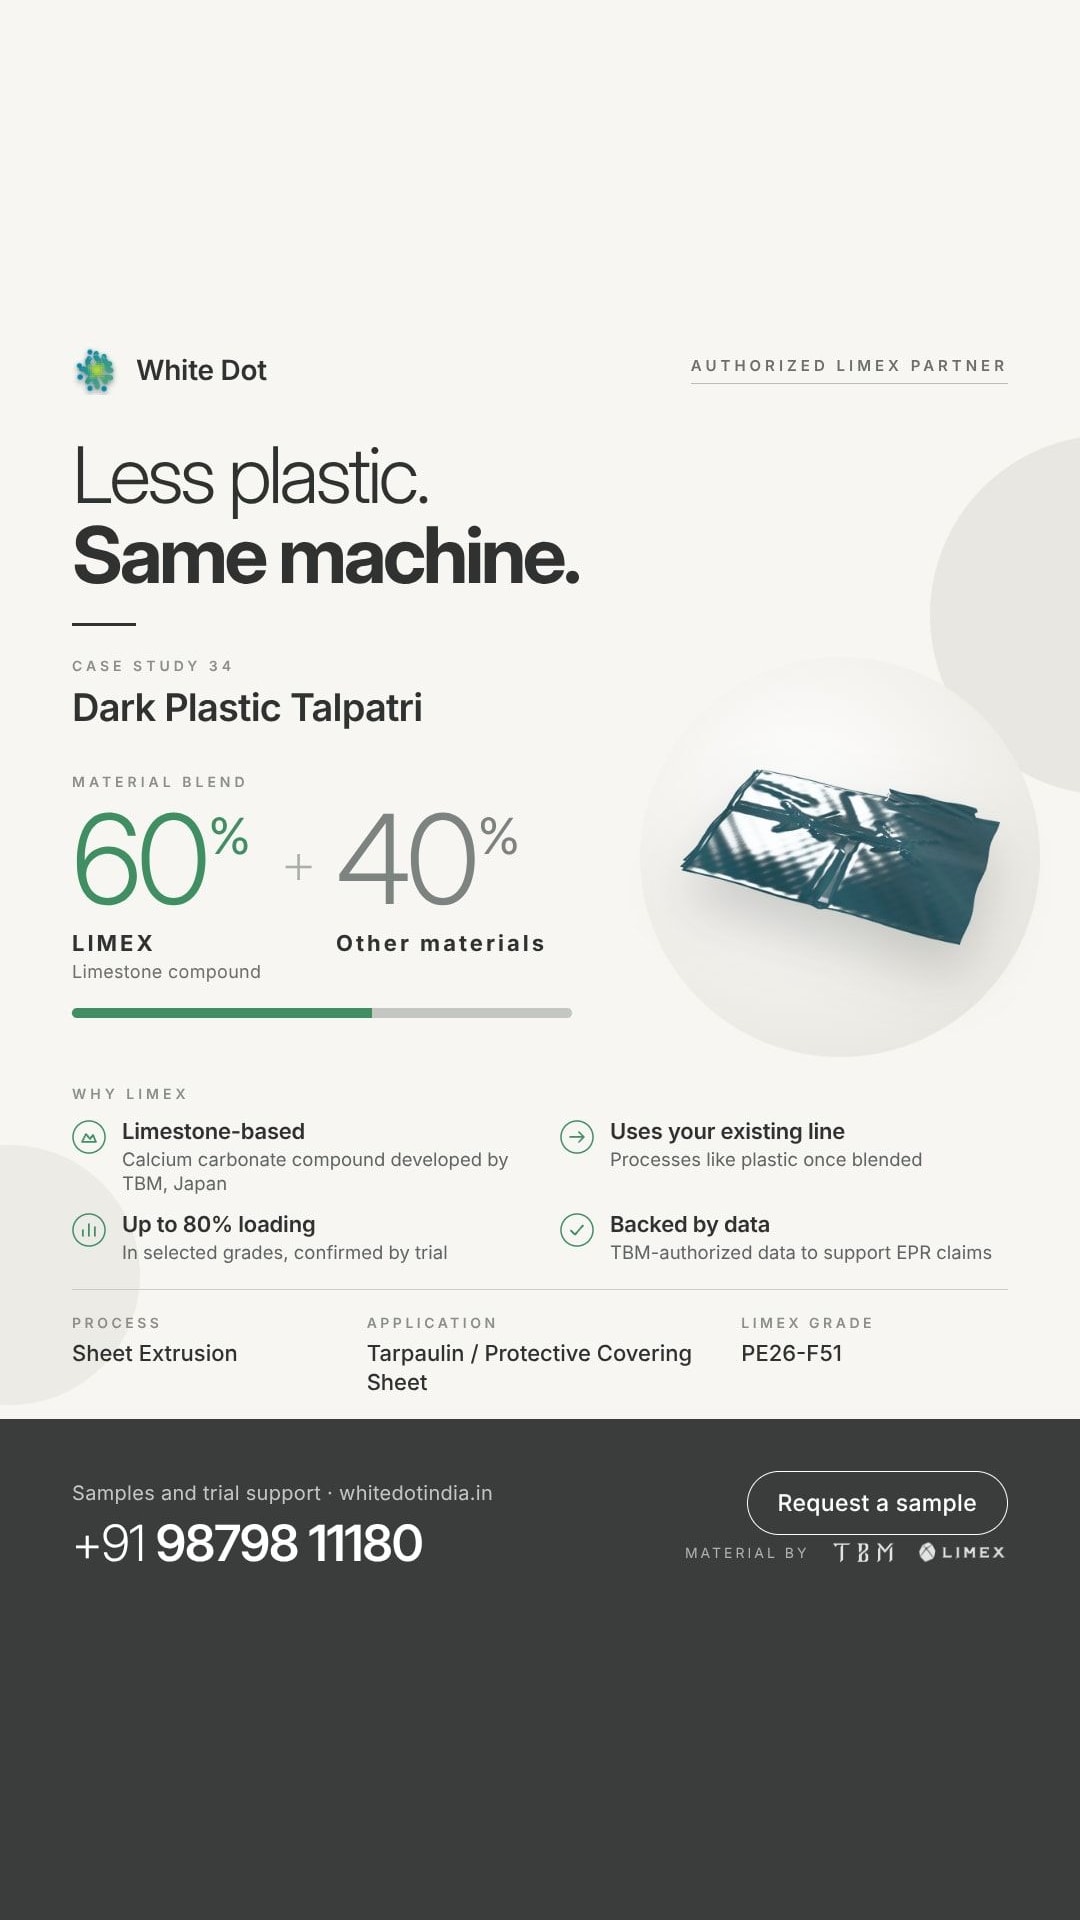 White Dot
AUTHORIZED LIMEX PARTNER
Less plastic.
Same machine.
CASE STUDY 34
Dark Plastic Talpatri
MATERIAL BLEND
60% + 40%
LIMEX
Limestone compound
Other materials
WHY LIMEX
Limestone-based
Calcium carbonate compound developed by
TBM, Japan
Uses your existing line
Processes like plastic once blended
Up to 80% loading
In selected grades, confirmed by trial
Backed by data
TBM-authorized data to support EPR claims
PROCESS
Sheet Extrusion
APPLICATION
Tarpaulin / Protective Covering
Sheet
LIMEX GRADE
PE26-F51
Samples and trial support · whitedotindia.in
+91 98798 11180
Request a sample
MATERIAL BY TBM LIMEX